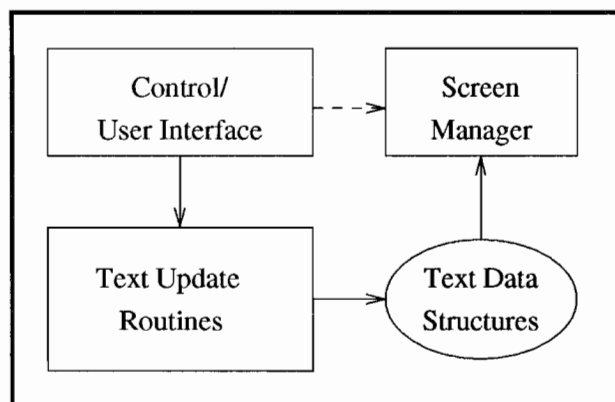 Control/
User Interface
Screen
Manager
Text Update
Routines
Text Data
Structures